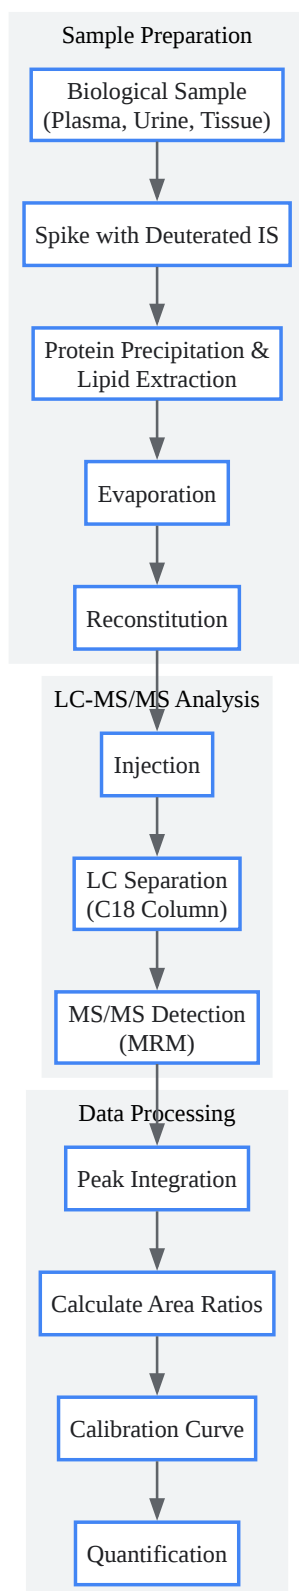 Sample Preparation
Biological Sample
(Plasma, Urine, Tissue)
Spike with Deuterated IS
Protein Precipitation &
Lipid Extraction
Evaporation
Reconstitution
LC-MS/MS Analysis
Injection
LC Separation
(C18 Column)
MS/MS Detection
(MRM)
Data Processing
Peak Integration
Calculate Area Ratios
Calibration Curve
Quantification